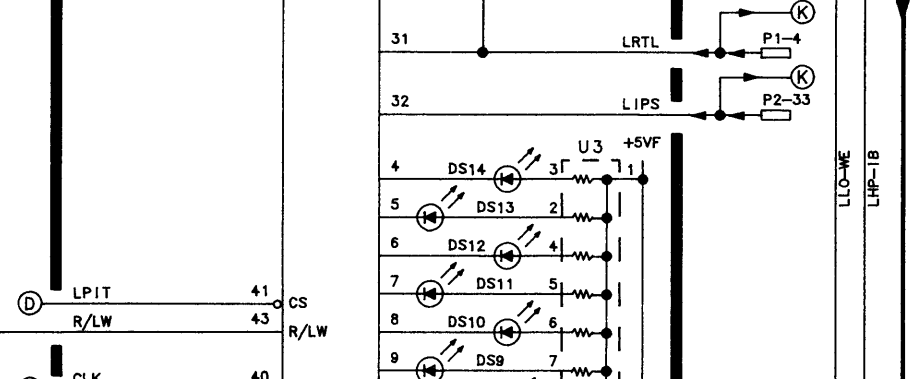 K
31 LRTL P1-4
K
32 LIPS P2-33
U3 +5VF
4 DS14 3 1
5 DS13 2
6 DS12 4
7 DS11 5
D LPIT 41 CS
R/LW 43 R/LW
8 DS10 6
9 DS9 7
CLK 40
LLO-WE
LHP-IB